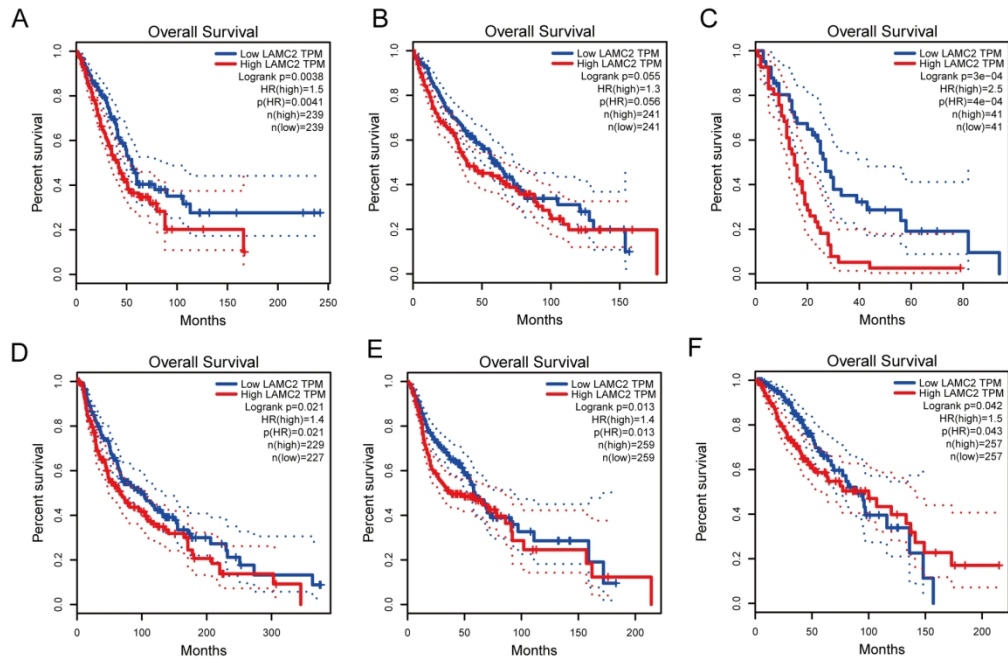 A
Overall Survival
Low LAMC2 TPM
High LAMC2 TPM
Logrank p=0.0038
HR(high)=1.5
p(HR)=0.0041
n(high)=239
n(low)=239
Percent survival
0.0 0.2 0.4 0.6 0.8 1.0
0 50 100 150 200 250
Months
B
Overall Survival
Low LAMC2 TPM
High LAMC2 TPM
Logrank p=0.055
HR(high)=1.3
p(HR)=0.056
n(high)=241
n(low)=241
Percent survival
0.0 0.2 0.4 0.6 0.8 1.0
0 50 100 150
Months
C
Overall Survival
Low LAMC2 TPM
High LAMC2 TPM
Logrank p=3e-04
HR(high)=2.5
p(HR)=4e-04
n(high)=41
n(low)=41
Percent survival
0.0 0.2 0.4 0.6 0.8 1.0
0 20 40 60 80
Months
D
Overall Survival
Low LAMC2 TPM
High LAMC2 TPM
Logrank p=0.021
HR(high)=1.4
p(HR)=0.021
n(high)=229
n(low)=227
Percent survival
0.0 0.2 0.4 0.6 0.8 1.0
0 100 200 300
Months
E
Overall Survival
Low LAMC2 TPM
High LAMC2 TPM
Logrank p=0.013
HR(high)=1.4
p(HR)=0.013
n(high)=259
n(low)=259
Percent survival
0.0 0.2 0.4 0.6 0.8 1.0
0 50 100 150 200
Months
F
Overall Survival
Low LAMC2 TPM
High LAMC2 TPM
Logrank p=0.042
HR(high)=1.5
p(HR)=0.043
n(high)=257
n(low)=257
Percent survival
0.0 0.2 0.4 0.6 0.8 1.0
0 50 100 150 200
Months